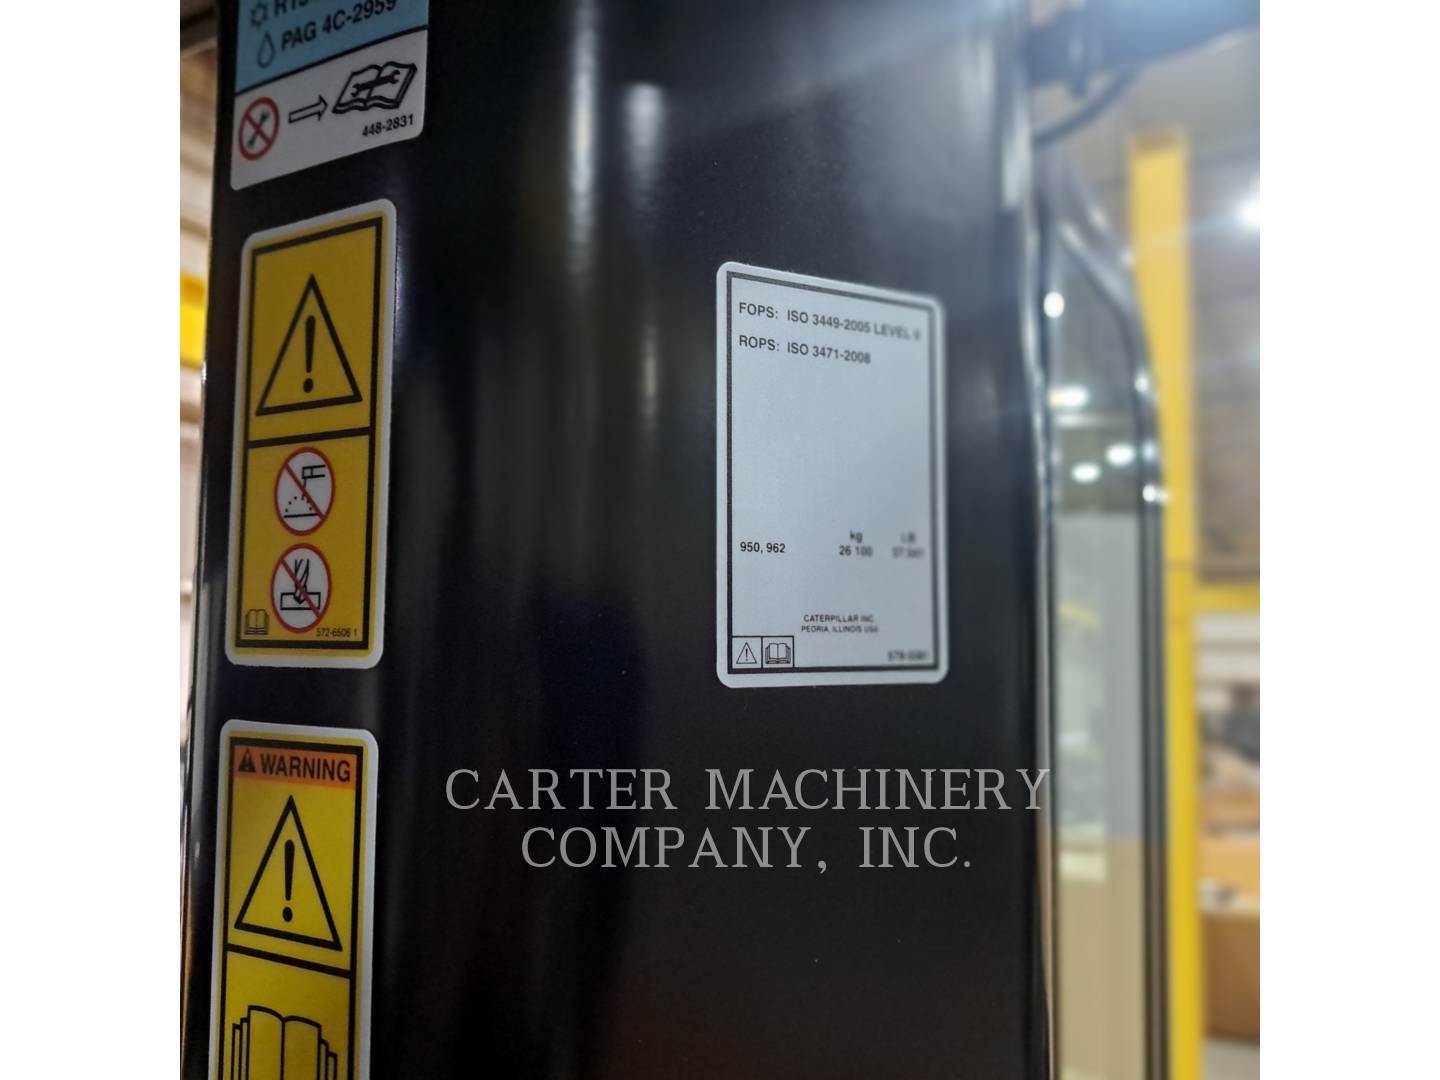 PAG 4C-2959
448-2831
572-6506 1
WARNING
FOPS: ISO 3449-2005 LEVEL II
ROPS: ISO 3471-2008
kg LB
950, 962 26 100
CATERPILLAR INC.
PEORIA, ILLINOIS USA
CARTER MACHINERY
COMPANY, INC.